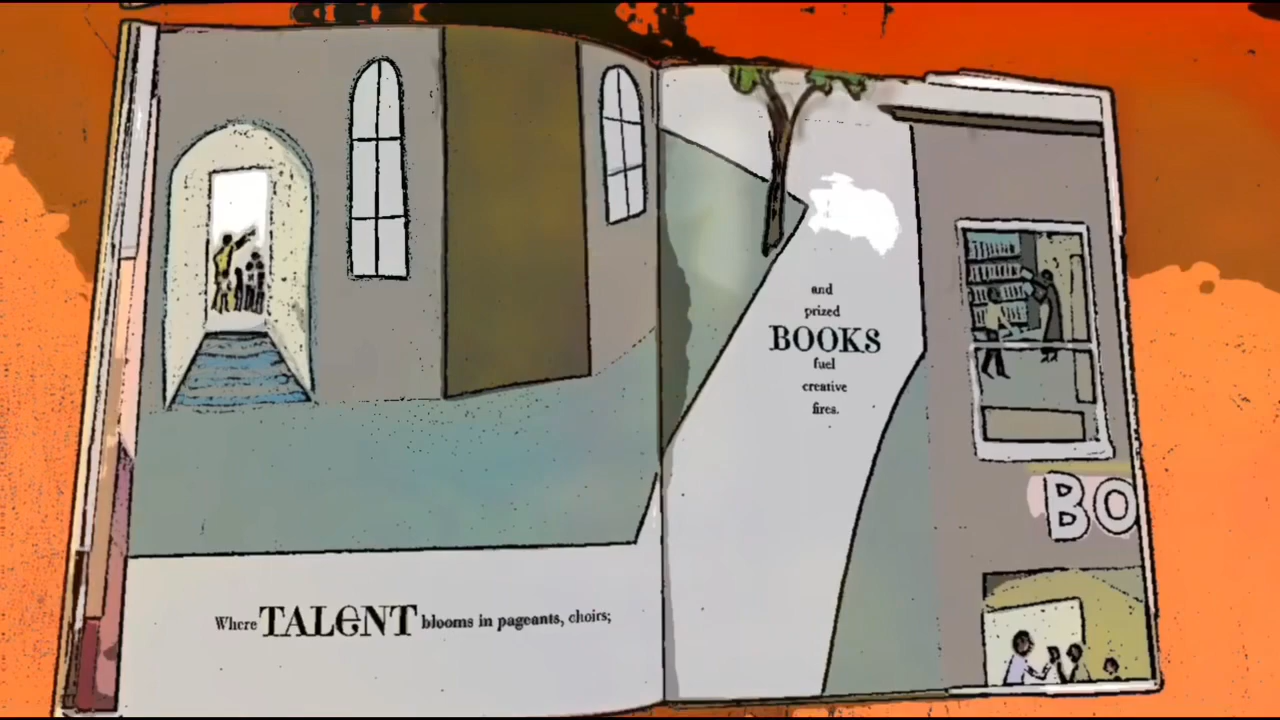 Where TALENT blooms in pageants, choirs;
and
prized
BOOKS
fuel
creative
fires.
BO